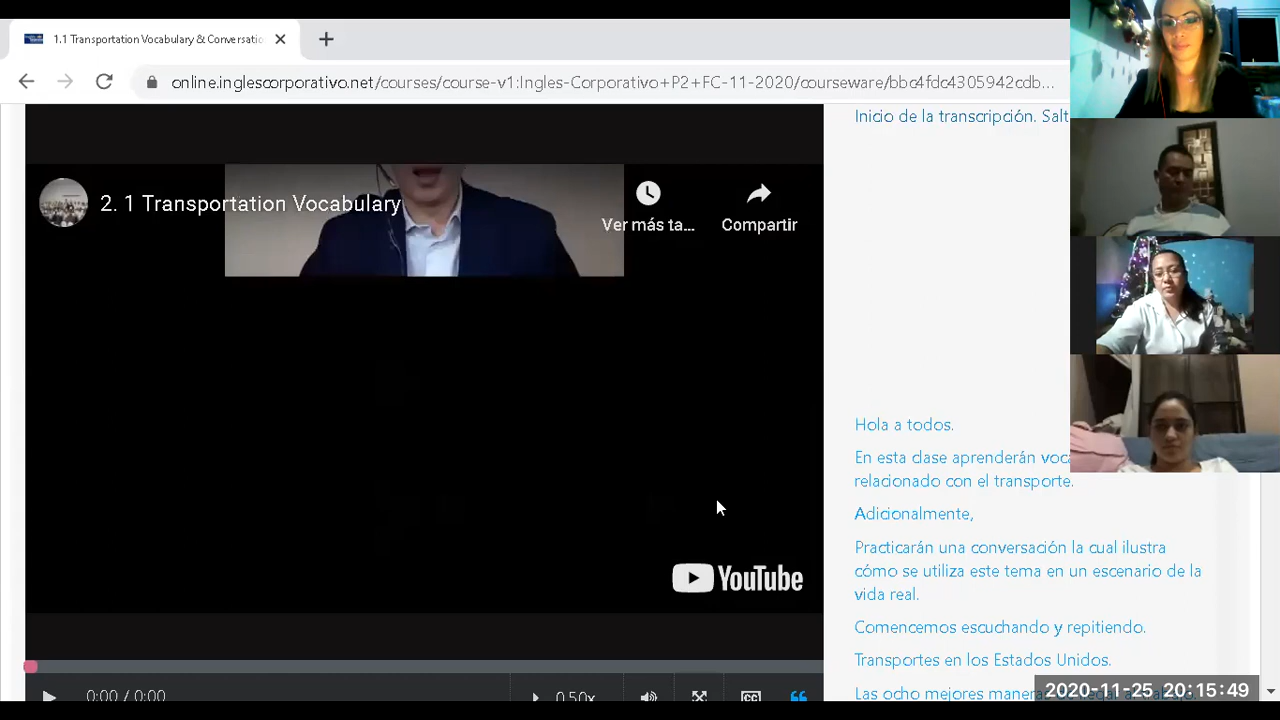 1.1 Transportation Vocabulary & Conversatio
online.inglescorporativo.net/courses/course-v1:Ingles+Corporativo+P2+FC-11-2020/courseware/bbc4fdc4305942cdb...
2. 1 Transportation Vocabulary
Ver más ta...
Compartir
YouTube
0:00 / 0:00
0.50x
Inicio de la transcripción. Salt
Hola a todos.
En esta clase aprenderán voc
relacionado con el transporte.
Adicionalmente,
Practicarán una conversación la cual ilustra
cómo se utiliza este tema en un escenario de la
vida real.
Comencemos escuchando y repitiendo.
Transportes en los Estados Unidos.
Las ocho mejores
2020-11-25 20:15:49